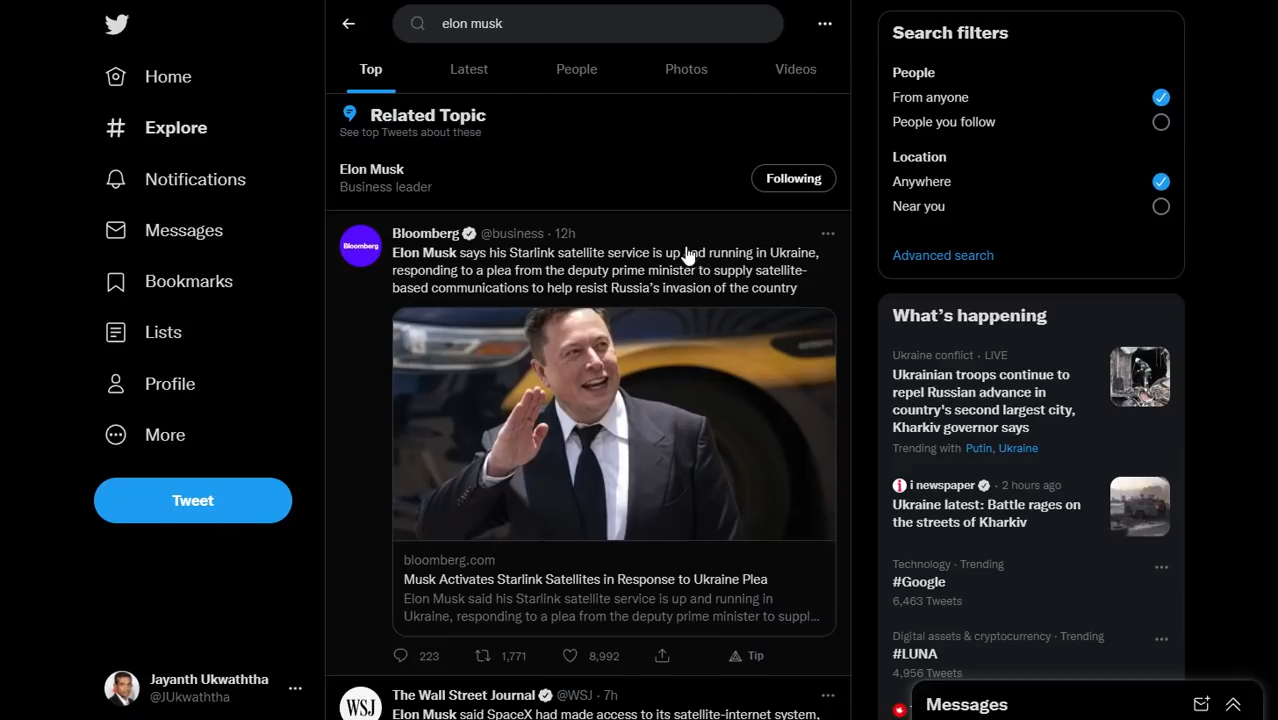 elon musk
Home
Explore
Notifications
Messages
Bookmarks
Lists
Profile
More
Tweet
Jayanth Ukwaththa
@JUkwaththa
Top
Latest
People
Photos
Videos
Related Topic
See top Tweets about these
Elon Musk
Business leader
Following
Bloomberg
Bloomberg @business · 12h
Elon Musk says his Starlink satellite service is up and running in Ukraine,
responding to a plea from the deputy prime minister to supply satellite-
based communications to help resist Russia's invasion of the country
bloomberg.com
Musk Activates Starlink Satellites in Response to Ukraine Plea
Elon Musk said his Starlink satellite service is up and running in
Ukraine, responding to a plea from the deputy prime minister to suppl...
223
1,771
8,992
Tip
WSJ
The Wall Street Journal @WSJ · 7h
Elon Musk said SpaceX had made access to its satellite-internet system,
Search filters
People
From anyone
People you follow
Location
Anywhere
Near you
Advanced search
What's happening
Ukraine conflict · LIVE
Ukrainian troops continue to
repel Russian advance in
country's second largest city,
Kharkiv governor says
Trending with Putin, Ukraine
i newspaper · 2 hours ago
Ukraine latest: Battle rages on
the streets of Kharkiv
Technology · Trending
#Google
6,463 Tweets
Digital assets & cryptocurrency · Trending
#LUNA
4,956 Tweets
Messages